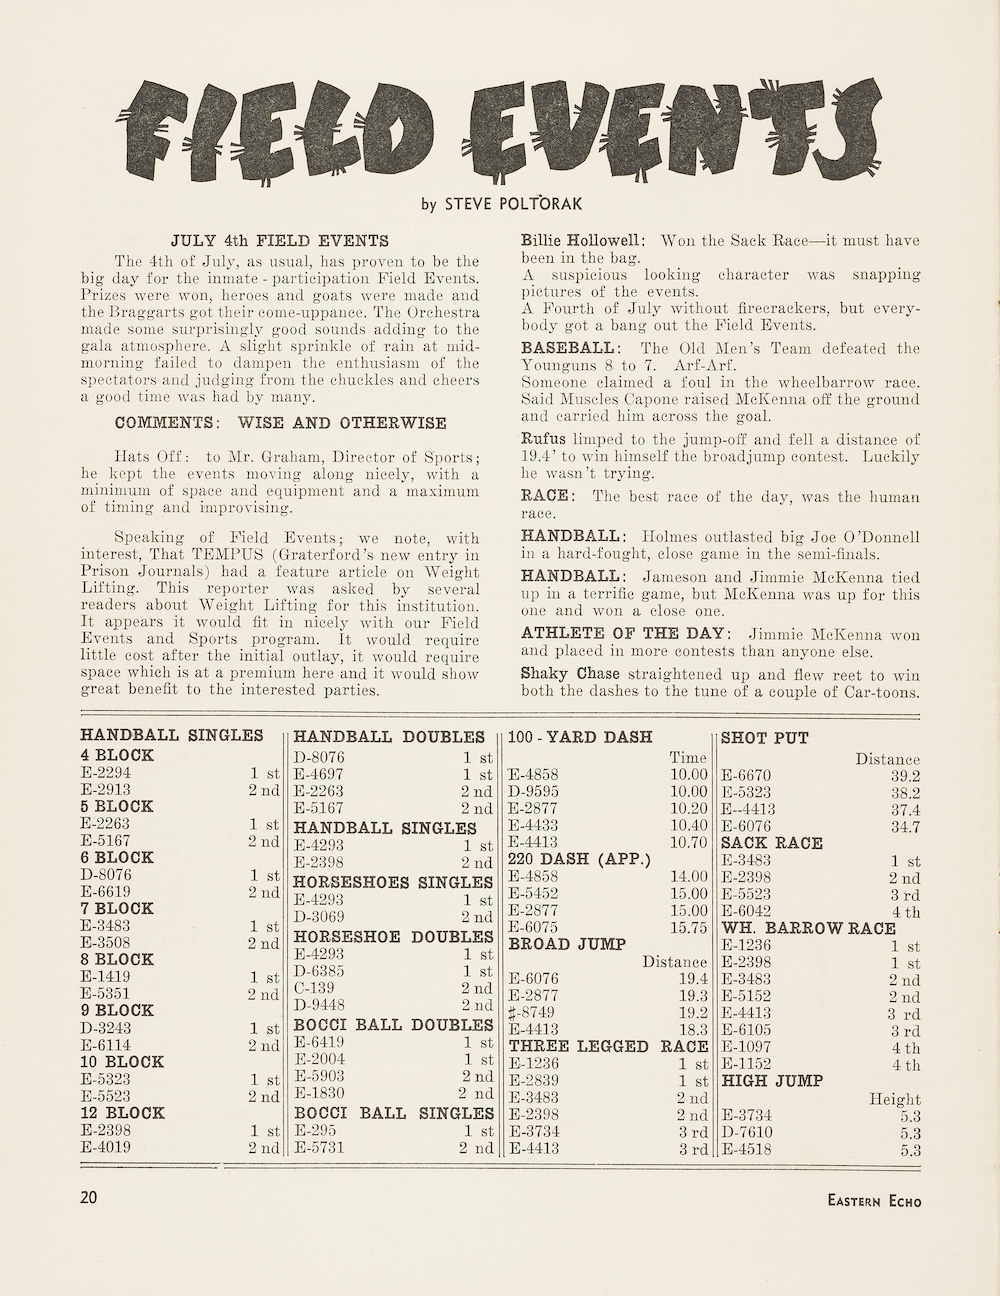 FIELD EVENTS
by STEVE POLTORAK
JULY 4th FIELD EVENTS
The 4th of July, as usual, has proven to be the
big day for the inmate - participation Field Events.
Prizes were won, heroes and goats were made and
the Braggarts got their come-uppance. The Orchestra
made some surprisingly good sounds adding to the
gala atmosphere. A slight sprinkle of rain at mid-
morning failed to dampen the enthusiasm of the
spectators and judging from the chuckles and cheers
a good time was had by many.
COMMENTS: WISE AND OTHERWISE
Hats Off: to Mr. Graham, Director of Sports;
he kept the events moving along nicely, with a
minimum of space and equipment and a maximum
of timing and improvising.
Speaking of Field Events; we note, with
interest, That TEMPUS (Graterford's new entry in
Prison Journals) had a feature article on Weight
Lifting. This reporter was asked by several
readers about Weight Lifting for this institution.
It appears it would fit in nicely with our Field
Events and Sports program. It would require
little cost after the initial outlay, it would require
space which is at a premium here and it would show
great benefit to the interested parties.
Billie Hollowell: Won the Sack Race—it must have
been in the bag.
A suspicious looking character was snapping
pictures of the events.
A Fourth of July without firecrackers, but every-
body got a bang out the Field Events.
BASEBALL: The Old Men's Team defeated the
Younguns 8 to 7. Arf-Arf.
Someone claimed a foul in the wheelbarrow race.
Said Muscles Capone raised McKenna off the ground
and carried him across the goal.
Rufus limped to the jump-off and fell a distance of
19.4' to win himself the broadjump contest. Luckily
he wasn't trying.
RACE: The best race of the day, was the human
race.
HANDBALL: Holmes outlasted big Joe O'Donnell
in a hard-fought, close game in the semi-finals.
HANDBALL: Jameson and Jimmie McKenna tied
up in a terrific game, but McKenna was up for this
one and won a close one.
ATHLETE OF THE DAY: Jimmie McKenna won
and placed in more contests than anyone else.
Shaky Chase straightened up and flew reet to win
both the dashes to the tune of a couple of Car-toons.
HANDBALL SINGLES
4 BLOCK
E-2294 1 st
E-2913 2 nd
5 BLOCK
E-2263 1 st
E-5167 2 nd
6 BLOCK
D-8076 1 st
E-6619 2 nd
7 BLOCK
E-3483 1 st
E-3508 2 nd
8 BLOCK
E-1419 1 st
E-5351 2 nd
9 BLOCK
D-3243 1 st
E-6114 2 nd
10 BLOCK
E-5323 1 st
E-5523 2 nd
12 BLOCK
E-2398 1 st
E-4019 2 nd
HANDBALL DOUBLES
D-8076 1 st
E-4697 1 st
E-2263 2 nd
E-5167 2 nd
HANDBALL SINGLES
E-4293 1 st
E-2398 2 nd
HORSESHOES SINGLES
E-4293 1 st
D-3069 2 nd
HORSESHOE DOUBLES
E-4293 1 st
D-6385 1 st
C-139 2 nd
D-9448 2 nd
BOCCI BALL DOUBLES
E-6419 1 st
E-2004 1 st
E-5903 2 nd
E-1830 2 nd
BOCCI BALL SINGLES
E-295 1 st
E-5731 2 nd
100 - YARD DASH
Time
E-4858 10.00
D-9595 10.00
E-2877 10.20
E-4433 10.40
E-4413 10.70
220 DASH (APP.)
E-4858 14.00
E-5452 15.00
E-2877 15.00
E-6075 15.75
BROAD JUMP
Distance
E-6076 19.4
E-2877 19.3
#-8749 19.2
E-4413 18.3
THREE LEGGED RACE
E-1236 1 st
E-2839 1 st
E-3483 2 nd
E-2398 2 nd
E-3734 3 rd
E-4413 3 rd
SHOT PUT
Distance
E-6670 39.2
E-5323 38.2
E--4413 37.4
E-6076 34.7
SACK RACE
E-3483 1 st
E-2398 2 nd
E-5523 3 rd
E-6042 4 th
WH. BARROW RACE
E-1236 1 st
E-2398 1 st
E-3483 2 nd
E-5152 2 nd
E-4413 3 rd
E-6105 3 rd
E-1097 4 th
E-1152 4 th
HIGH JUMP
Height
E-3734 5.3
D-7610 5.3
E-4518 5.3
20
EASTERN ECHO